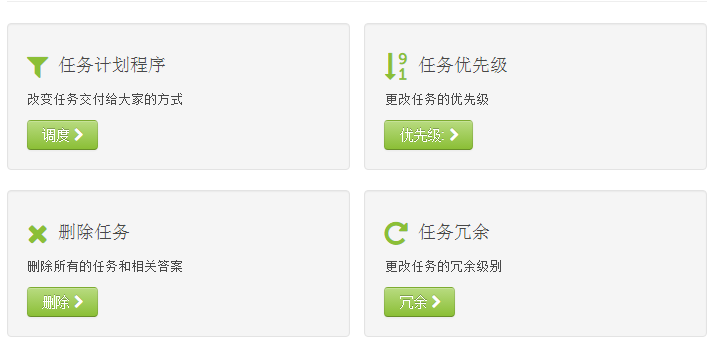 任务计划程序
改变任务交付给大家的方式
调度
任务优先级
更改任务的优先级
优先级:
删除任务
删除所有的任务和相关答案
删除
任务冗余
更改任务的冗余级别
冗余